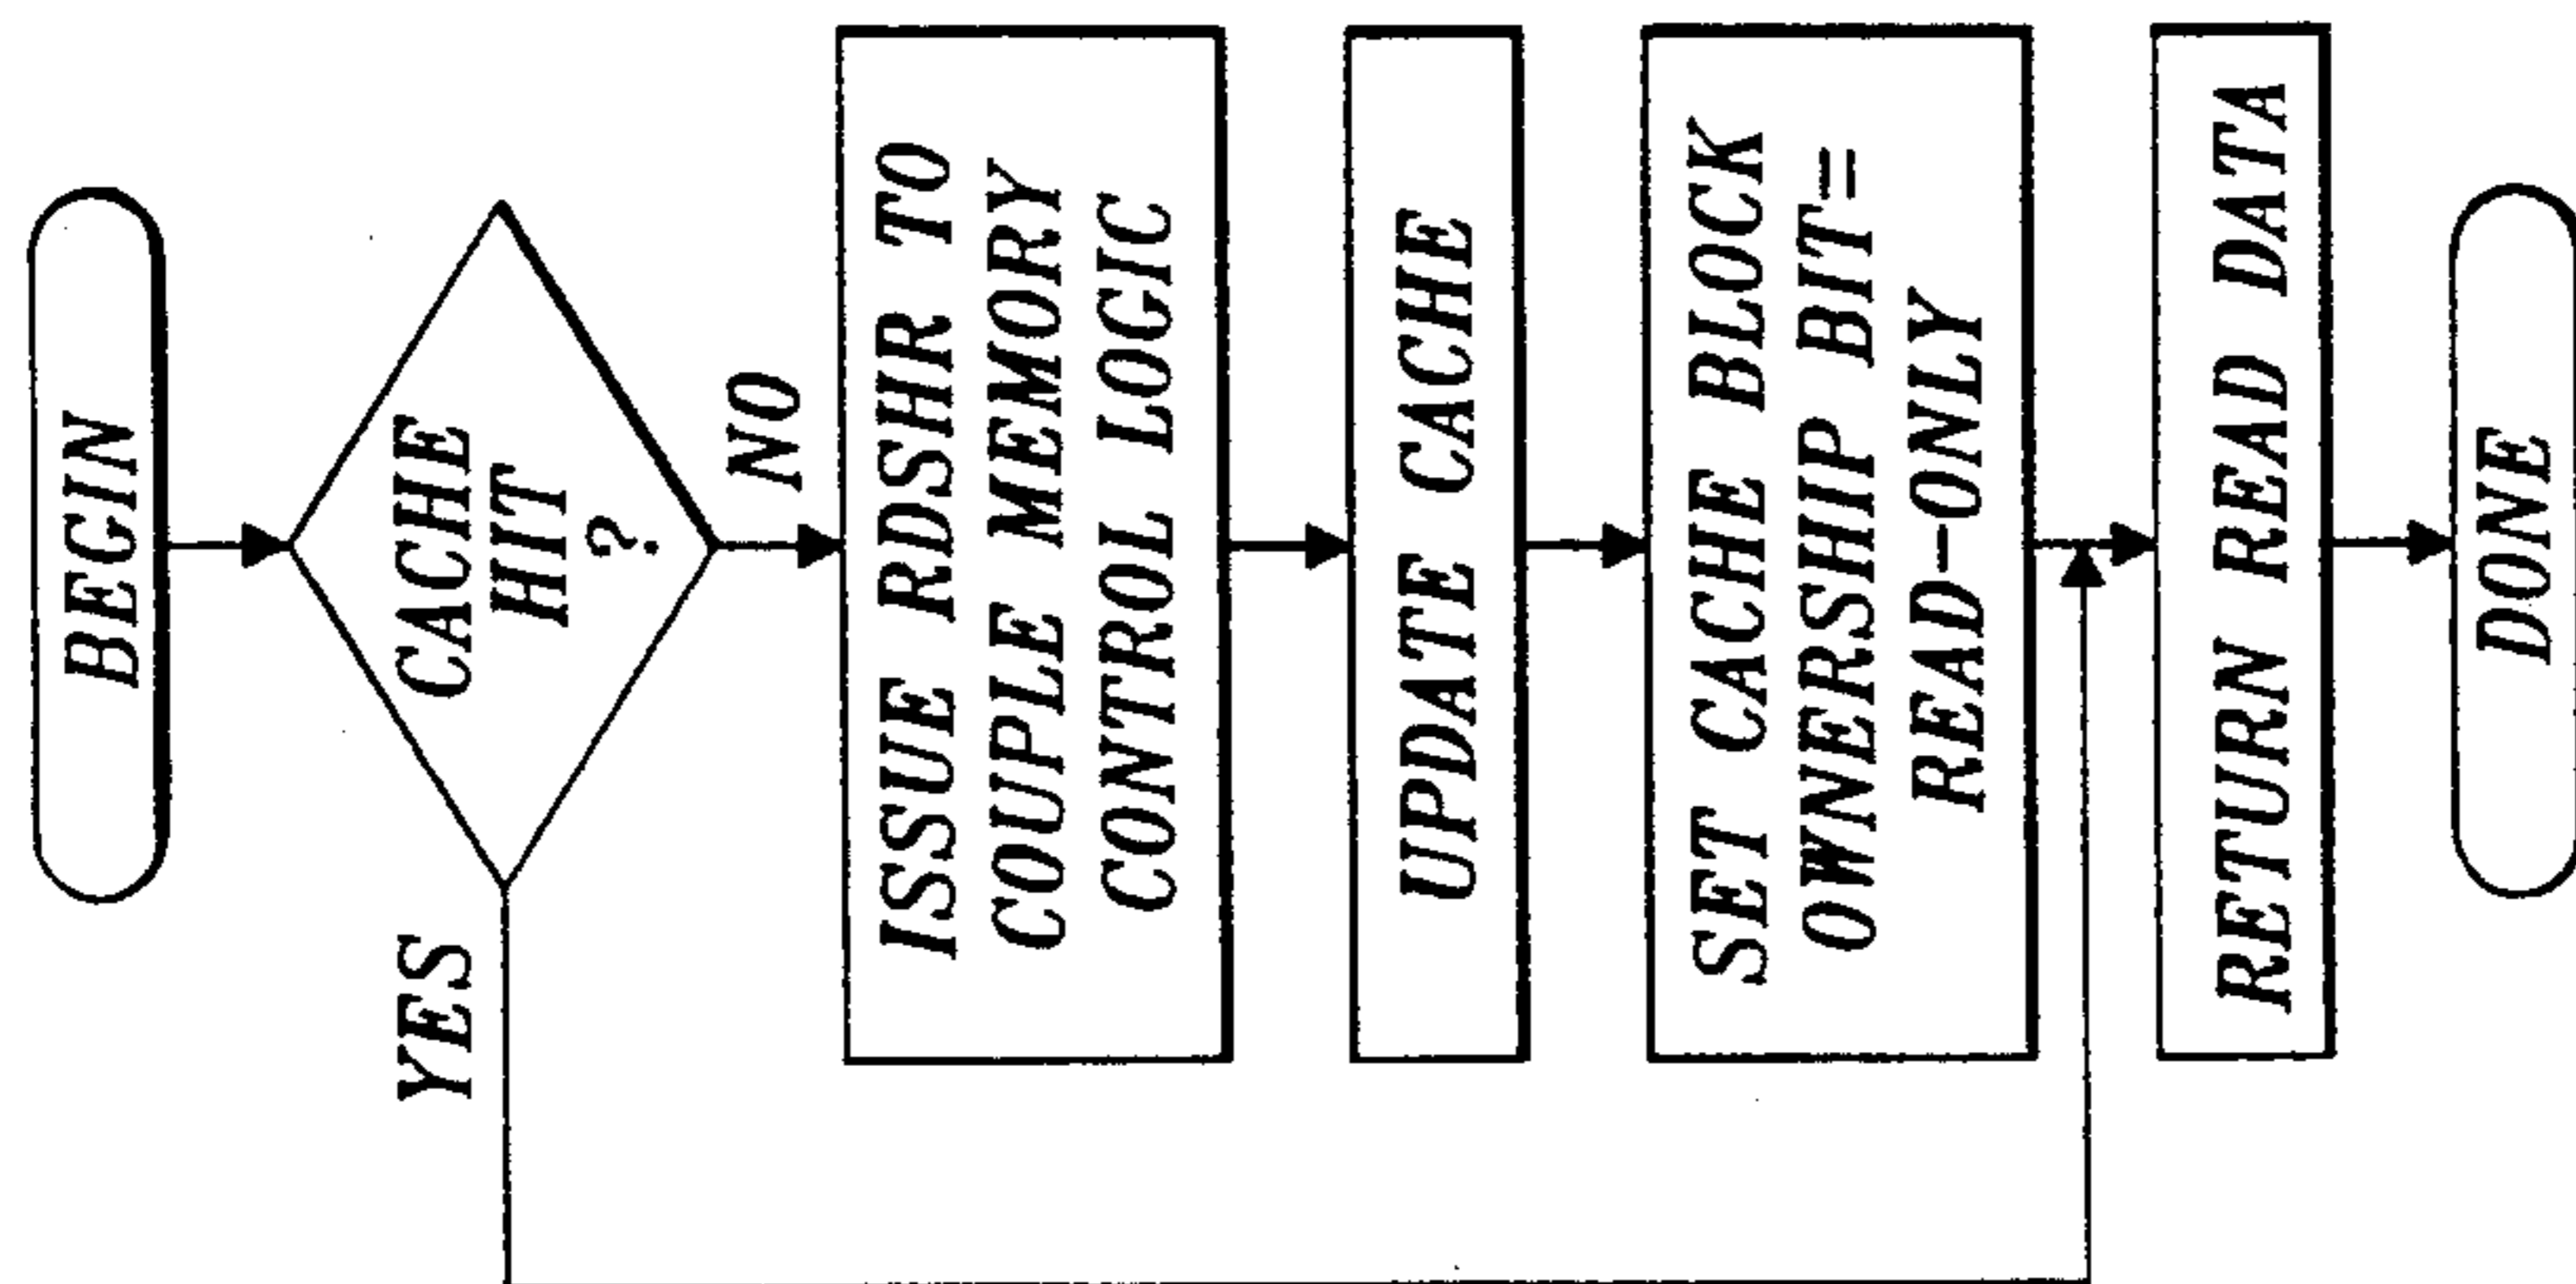 BEGIN
CACHE
HIT
?
YES
NO
ISSUE RDSHR TO
COUPLE MEMORY
CONTROL LOGIC
UPDATE CACHE
SET CACHE BLOCK
OWNERSHIP BIT=
READ-ONLY
RETURN READ DATA
DONE